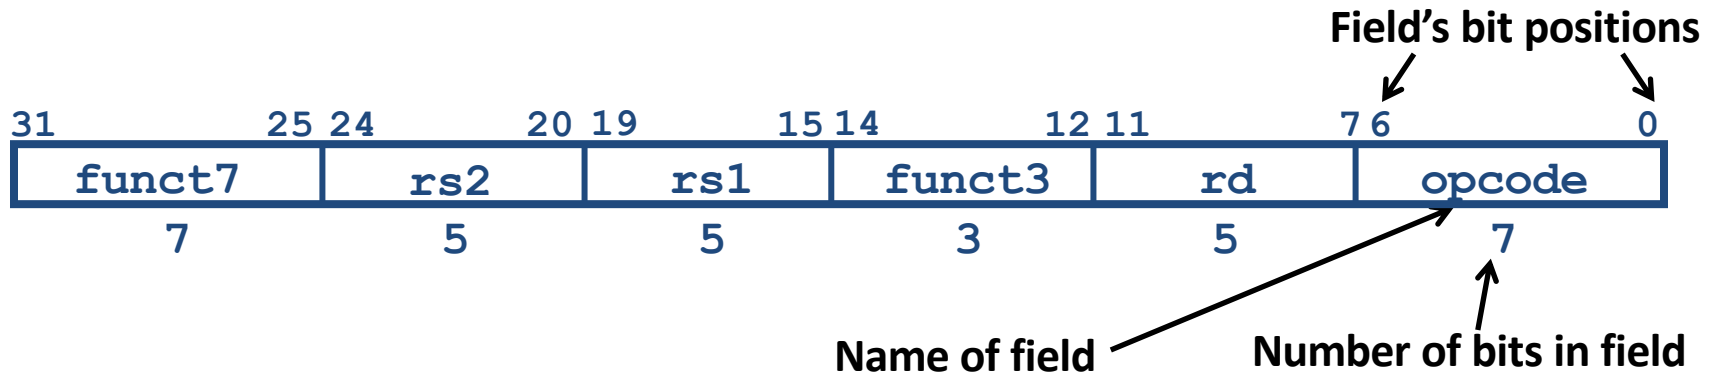 Field's bit positions
31 25 24 20 19 15 14 12 11 7 6 0
funct7 rs2 rs1 funct3 rd opcode
7 5 5 3 5 7
Name of field Number of bits in field